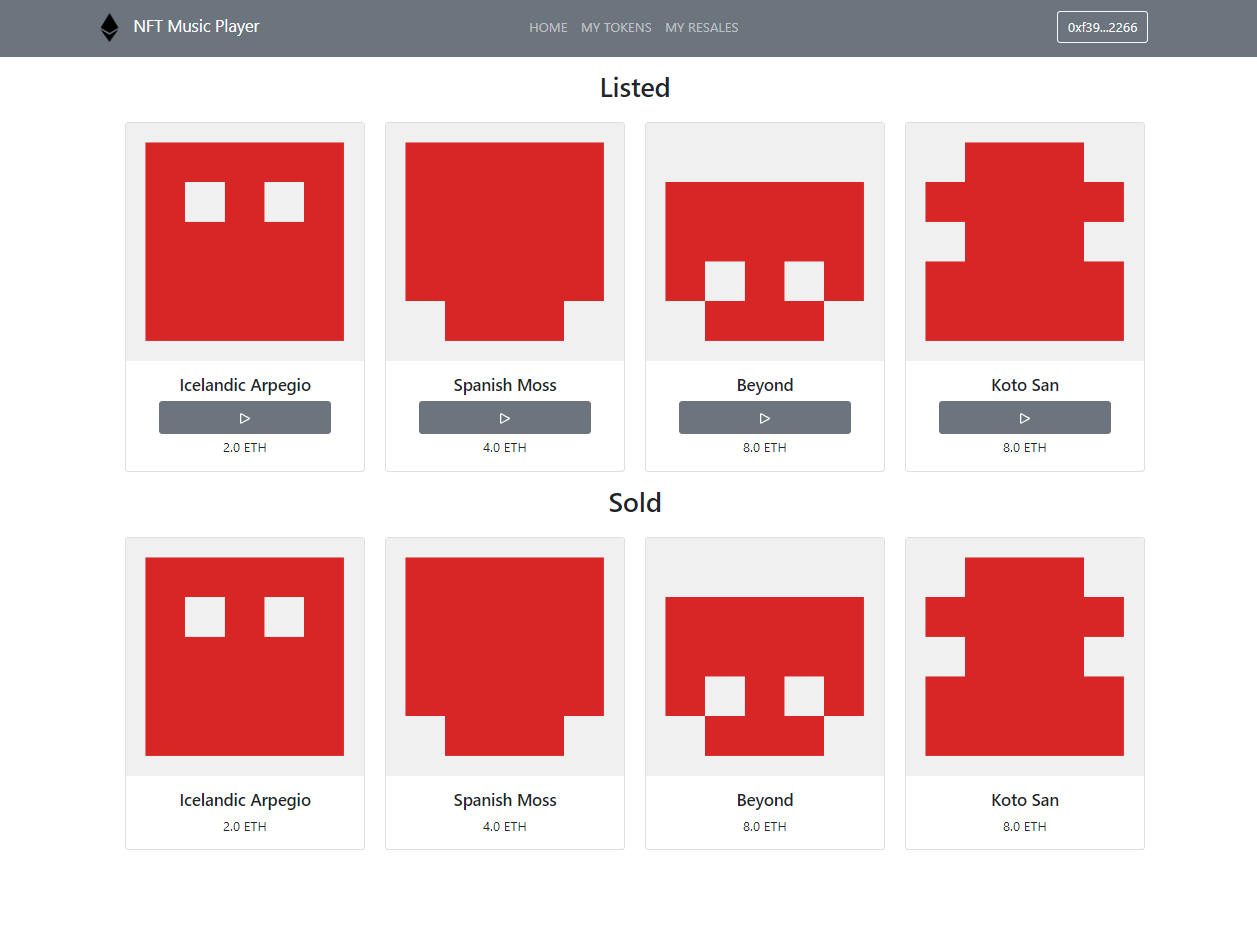 NFT Music Player HOME MY TOKENS MY RESALES 0xf39...2266
Listed
Icelandic Arpegio Spanish Moss Beyond Koto San
2.0 ETH 4.0 ETH 8.0 ETH 8.0 ETH
Sold
Icelandic Arpegio Spanish Moss Beyond Koto San
2.0 ETH 4.0 ETH 8.0 ETH 8.0 ETH